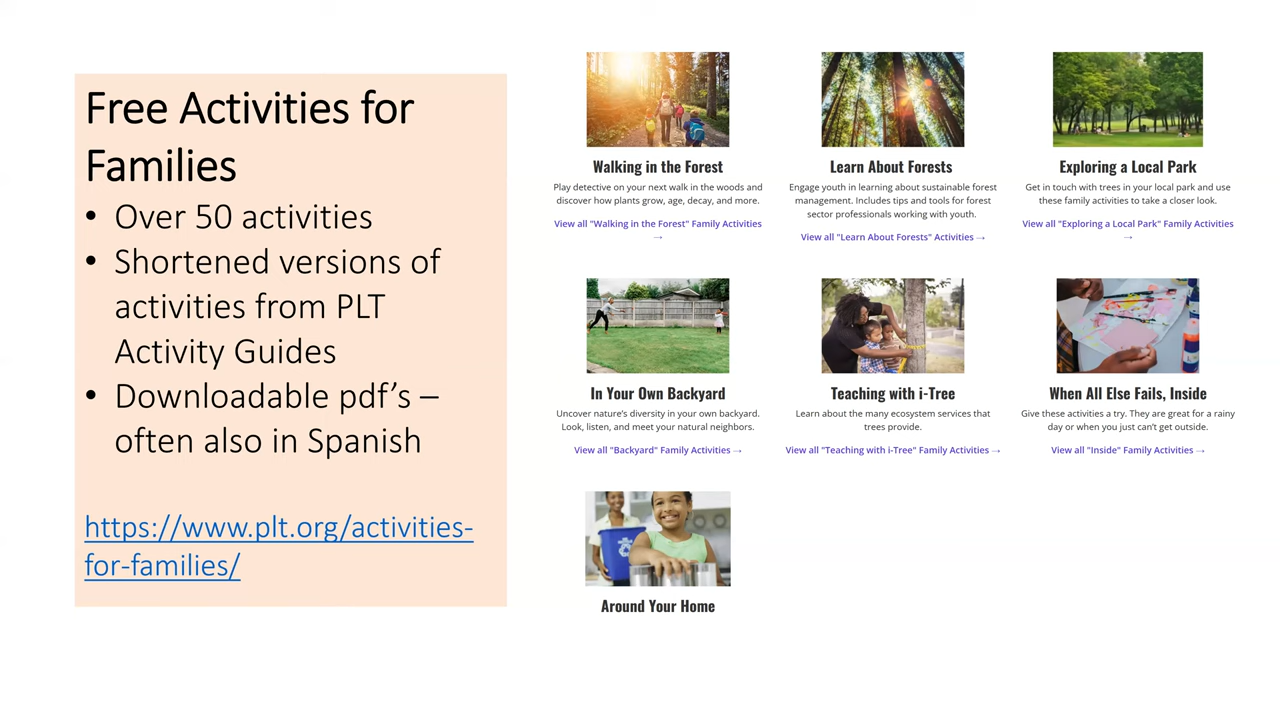 Free Activities for
Families
• Over 50 activities
• Shortened versions of
activities from PLT
Activity Guides
• Downloadable pdf’s –
often also in Spanish
https://www.plt.org/activities-
for-families/
Walking in the Forest
Play detective on your next walk in the woods and
discover how plants grow, age, decay, and more.
View all "Walking in the Forest" Family Activities
→
Learn About Forests
Engage youth in learning about sustainable forest
management. Includes tips and tools for forest
sector professionals working with youth.
View all "Learn About Forests" Activities →
Exploring a Local Park
Get in touch with trees in your local park and use
these family activities to take a closer look.
View all "Exploring a Local Park" Family Activities
→
In Your Own Backyard
Uncover nature’s diversity in your own backyard.
Look, listen, and meet your natural neighbors.
View all "Backyard" Family Activities →
Teaching with i-Tree
Learn about the many ecosystem services that
trees provide.
View all "Teaching with i-Tree" Family Activities →
When All Else Fails, Inside
Give these activities a try. They are great for a rainy
day or when you just can’t get outside.
View all "Inside" Family Activities →
Around Your Home